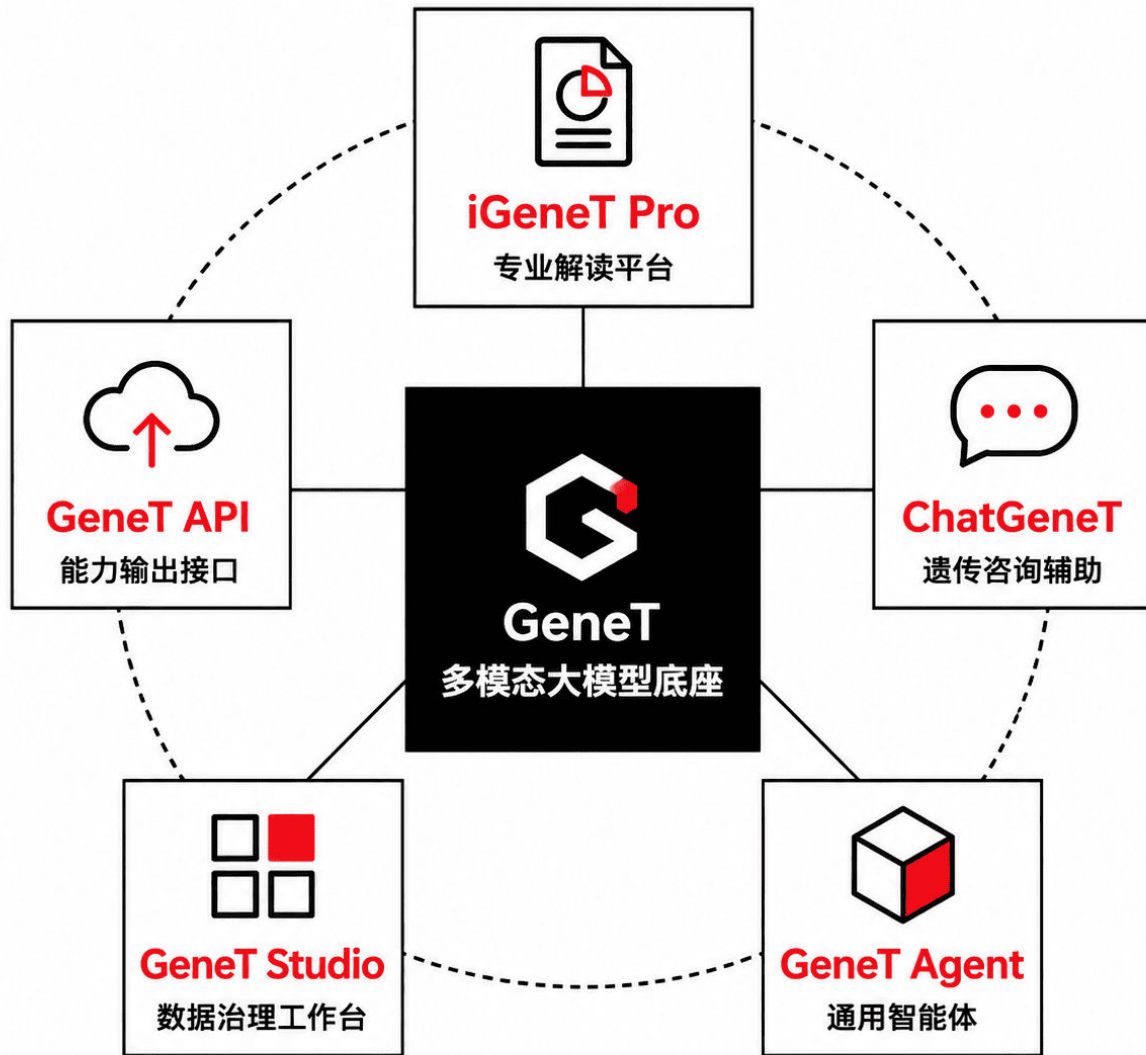 iGeneT Pro
专业解读平台
GeneT API
能力输出接口
ChatGeneT
遗传咨询辅助
GeneT
多模态大模型底座
GeneT Studio
数据治理工作台
GeneT Agent
通用智能体